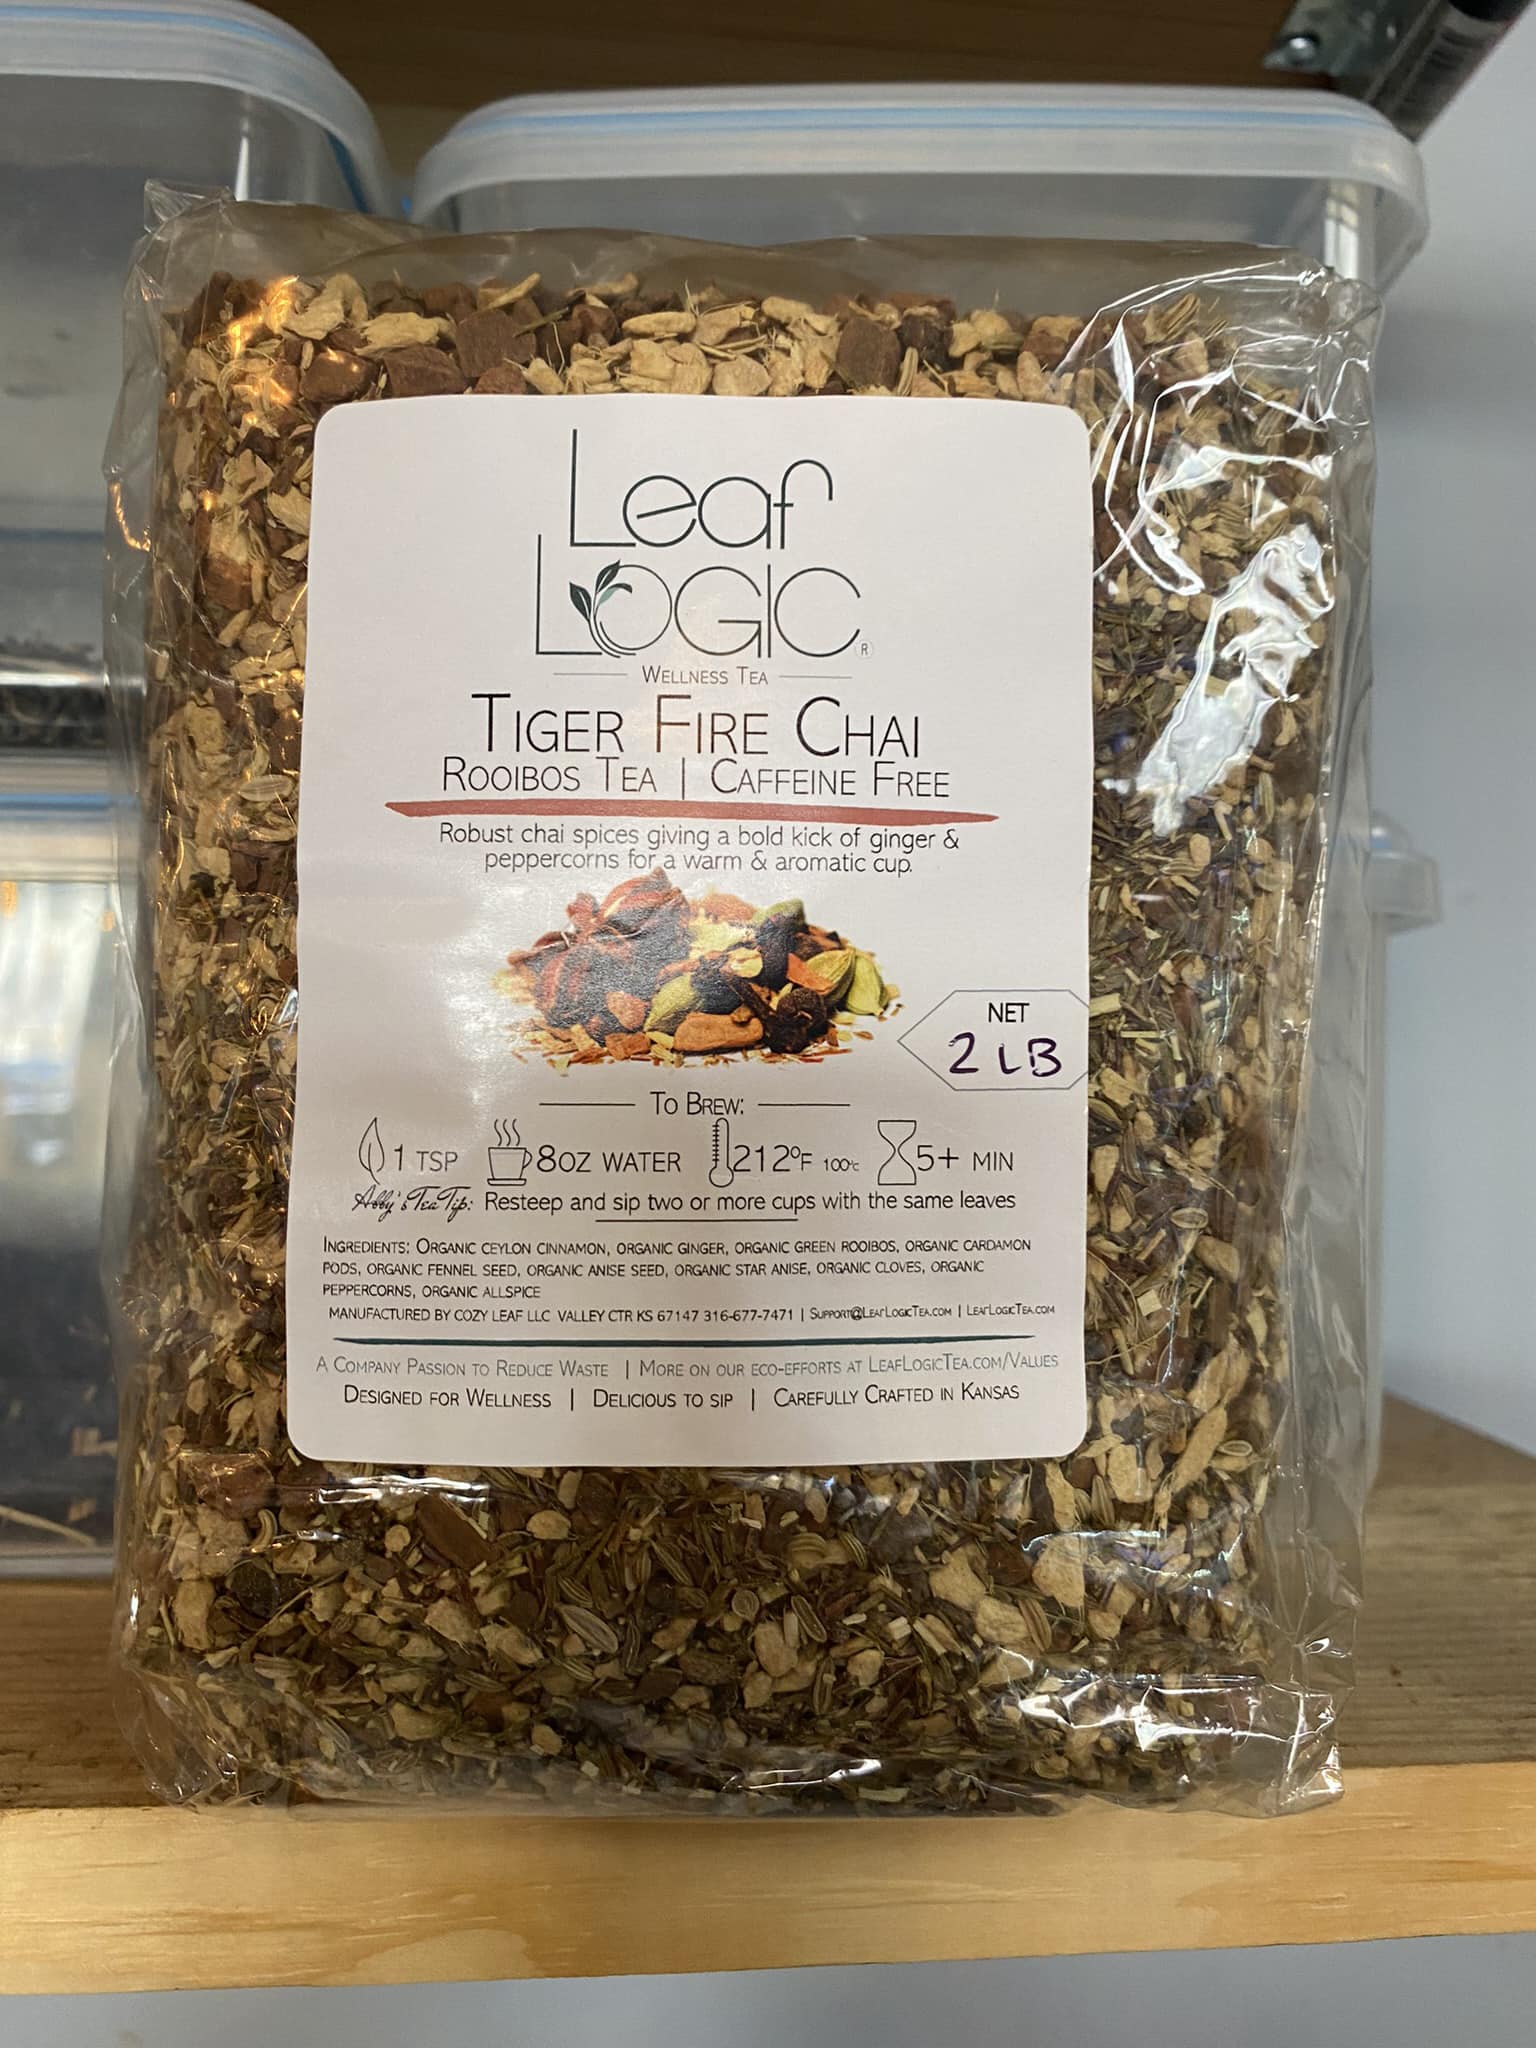 Leaf
Logic®
Wellness Tea
Tiger Fire Chai
Rooibos Tea | Caffeine Free
Robust chai spices giving a bold kick of ginger &
peppercorns for a warm & aromatic cup.
NET
2 LB
To Brew:
1 TSP 8OZ WATER 212°F 100°C 5+ MIN
Abby's Tea Tip: Resteep and sip two or more cups with the same leaves
Ingredients: Organic ceylon cinnamon, organic ginger, organic green rooibos, organic cardamon
pods, organic fennel seed, organic anise seed, organic star anise, organic cloves, organic
peppercorns, organic allspice
MANUFACTURED BY COZY LEAF LLC VALLEY CTR KS 67147 316-677-7471 | Support@LeafLogicTea.com | LeafLogicTea.com
A Company Passion to Reduce Waste | More on our eco-efforts at LeafLogicTea.com/Values
Designed for Wellness | Delicious to sip | Carefully Crafted in Kansas